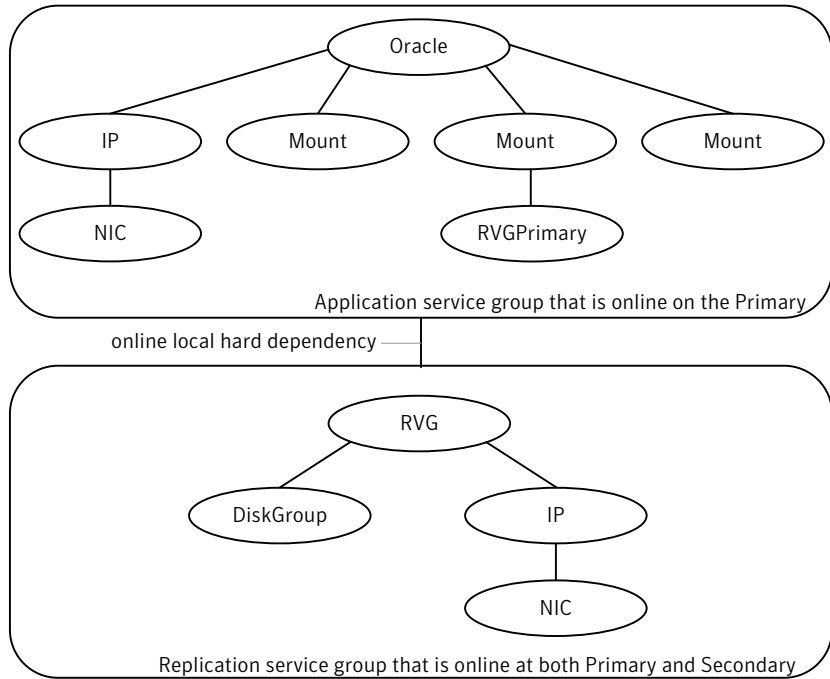 Oracle
IP
Mount
Mount
Mount
NIC
RVGPrimary
Application service group that is online on the Primary
online local hard dependency
RVG
DiskGroup
IP
NIC
Replication service group that is online at both Primary and Secondary